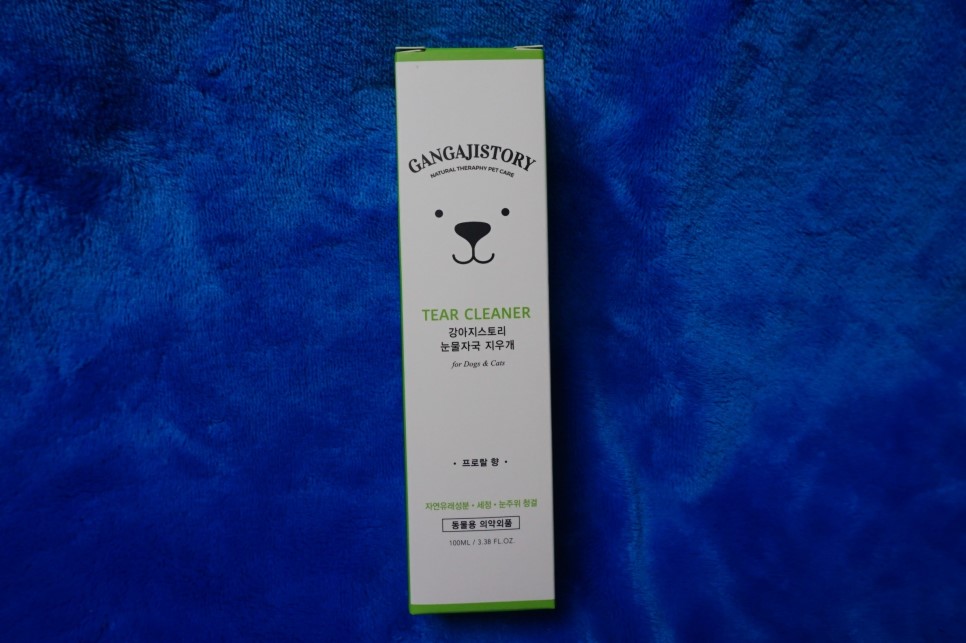 GANGAJISTORY
NATURAL THERAPHY PET CARE
TEAR CLEANER
강아지스토리
눈물자국 지우개
for Dogs & Cats
• 프로랄 향 •
자연유래성분 • 세정 • 눈주위 청결
동물용 의약외품
100ML / 3.38 FL.OZ.